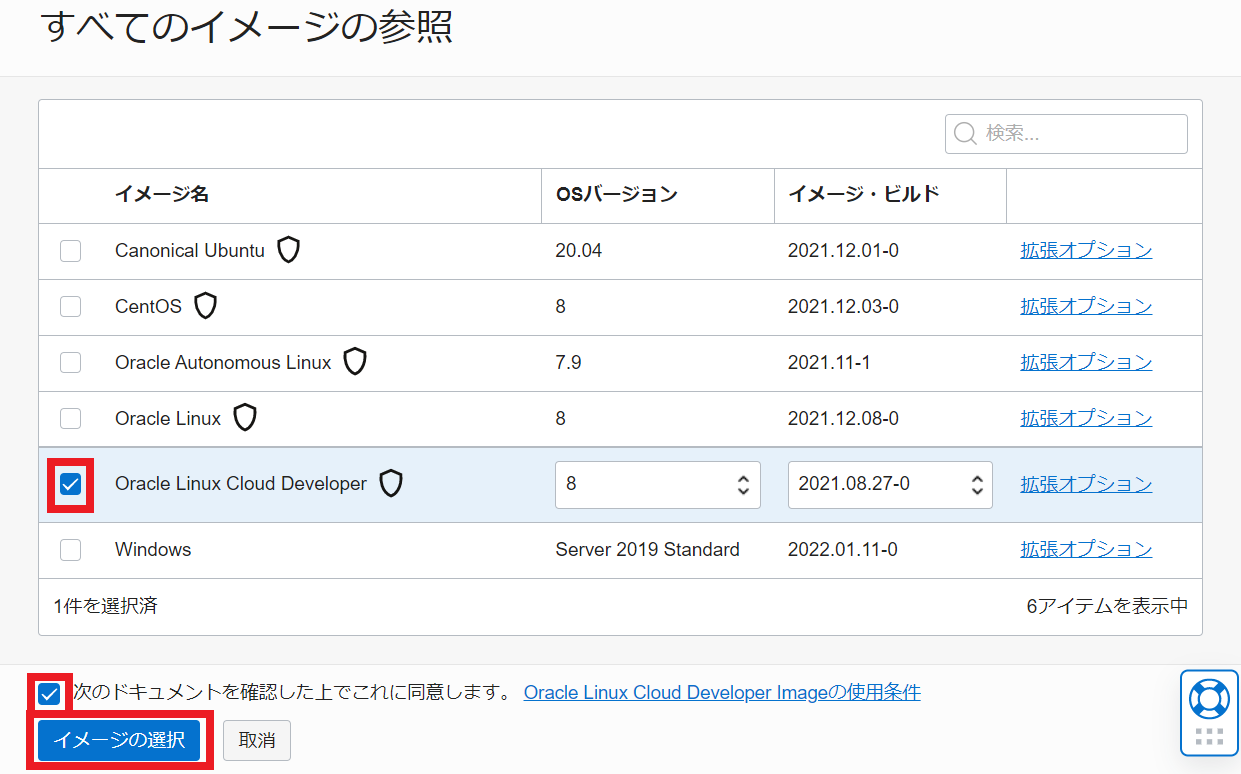 すべてのイメージの参照
検索...
イメージ名 OSバージョン イメージ・ビルド
Canonical Ubuntu 20.04 2021.12.01-0 拡張オプション
CentOS 8 2021.12.03-0 拡張オプション
Oracle Autonomous Linux 7.9 2021.11-1 拡張オプション
Oracle Linux 8 2021.12.08-0 拡張オプション
Oracle Linux Cloud Developer 8 2021.08.27-0 拡張オプション
Windows Server 2019 Standard 2022.01.11-0 拡張オプション
1件を選択済 6アイテムを表示中
次のドキュメントを確認した上でこれに同意します。 Oracle Linux Cloud Developer Imageの使用条件
イメージの選択 取消